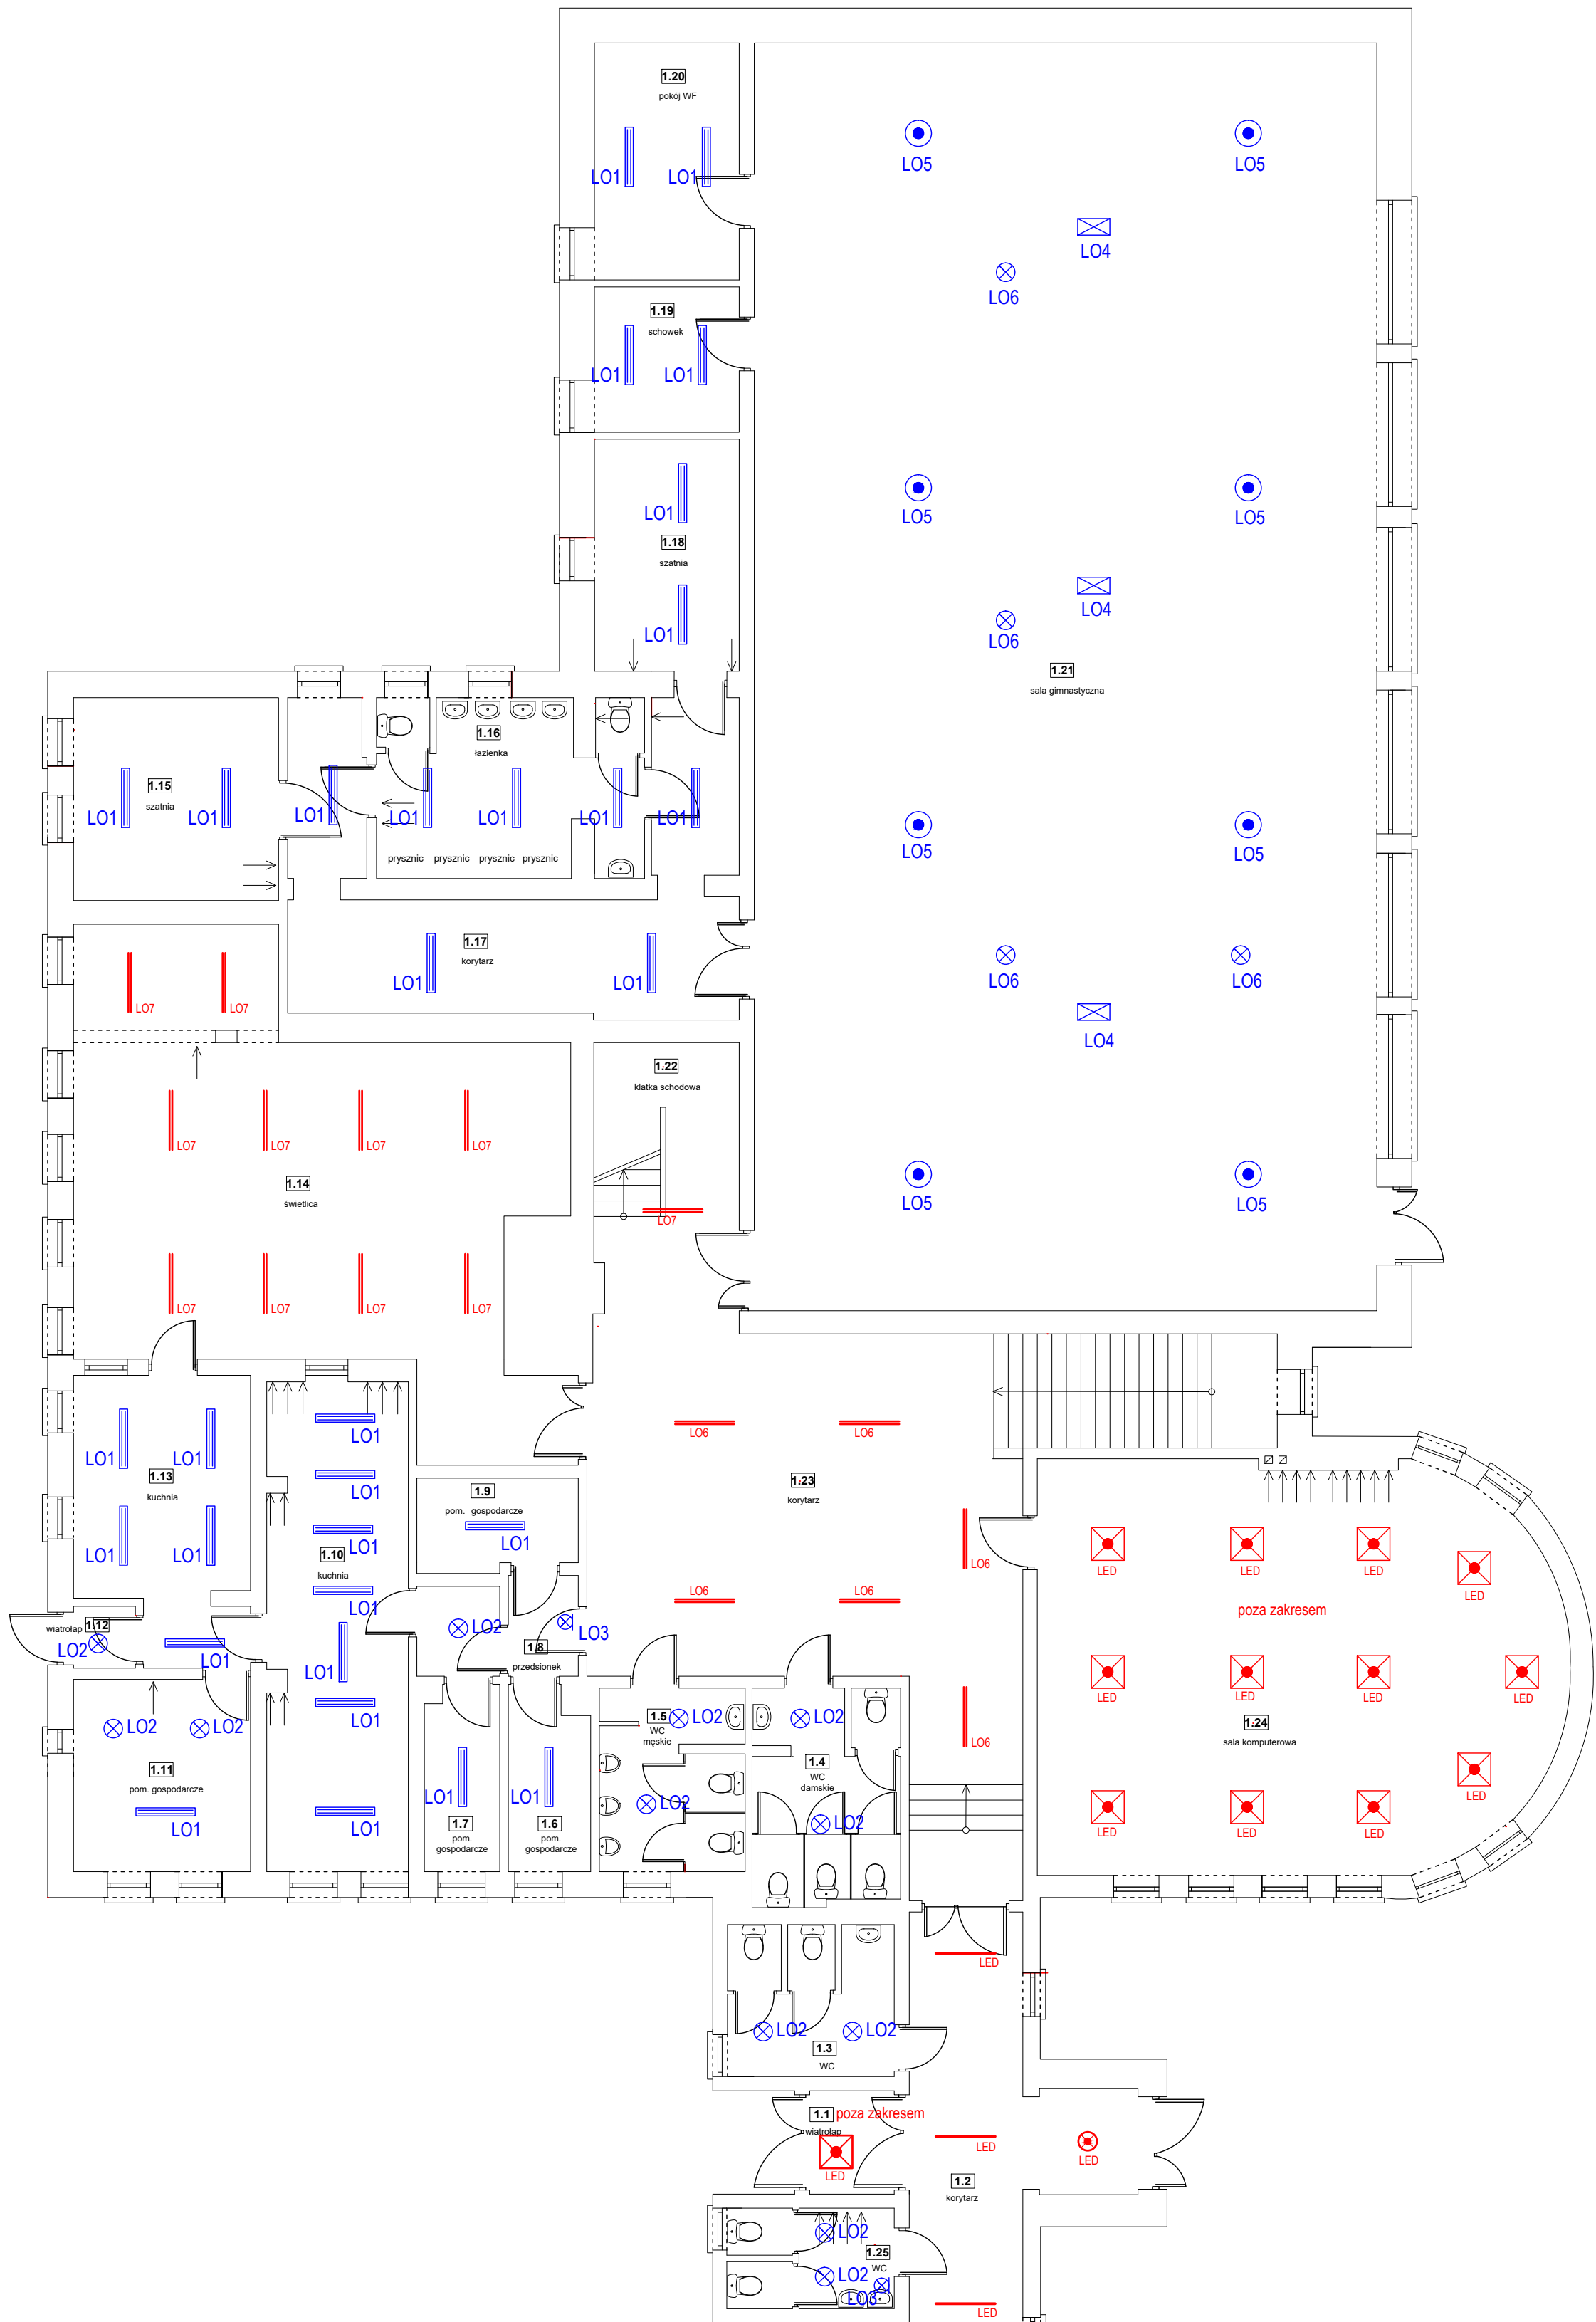 1.20
pokój WF
LO1
LO1
LO5
LO5
LO4
LO6
1.19
schowek
LO1
LO1
LO1
1.18
szatnia
LO1
LO5
LO5
LO4
LO6
1.21
sala gimnastyczna
1.16
łazienka
1.15
szatnia
LO1
LO1
LO1
LO1
LO1
LO1
LO1
prysznic
prysznic
prysznic
prysznic
LO5
LO5
1.17
korytarz
LO1
LO1
LO6
LO6
LO4
LO7
LO7
1.22
klatka schodowa
LO7
LO7
LO7
LO7
1.14
świetlica
LO7
LO5
LO5
LO7
LO7
LO7
LO7
LO1
LO1
1.13
kuchnia
LO1
LO1
LO1
LO1
LO1
1.10
kuchnia
LO1
LO1
LO1
LO1
1.9
pom. gospodarcze
LO1
LO6
LO6
1.23
korytarz
LO6
LO6
LO6
LO6
LED
LED
LED
LED
poza zakresem
LED
LED
LED
LED
1.24
sala komputerowa
LED
LED
LED
LED
wiatrołap
1.12
LO2
LO1
LO2
LO3
1.8
przedsionek
LO2
LO2
1.11
pom. gospodarcze
LO1
LO1
1.7
pom.
gospodarcze
LO1
1.6
pom.
gospodarcze
1.5
WC
męskie
LO2
LO2
LO2
1.4
WC
damskie
LO2
LED
LO2
LO2
1.3
WC
1.1
poza zakresem
wiatrołap
LED
LED
LED
1.2
korytarz
LO2
1.25
WC
LO2
LO3
LED